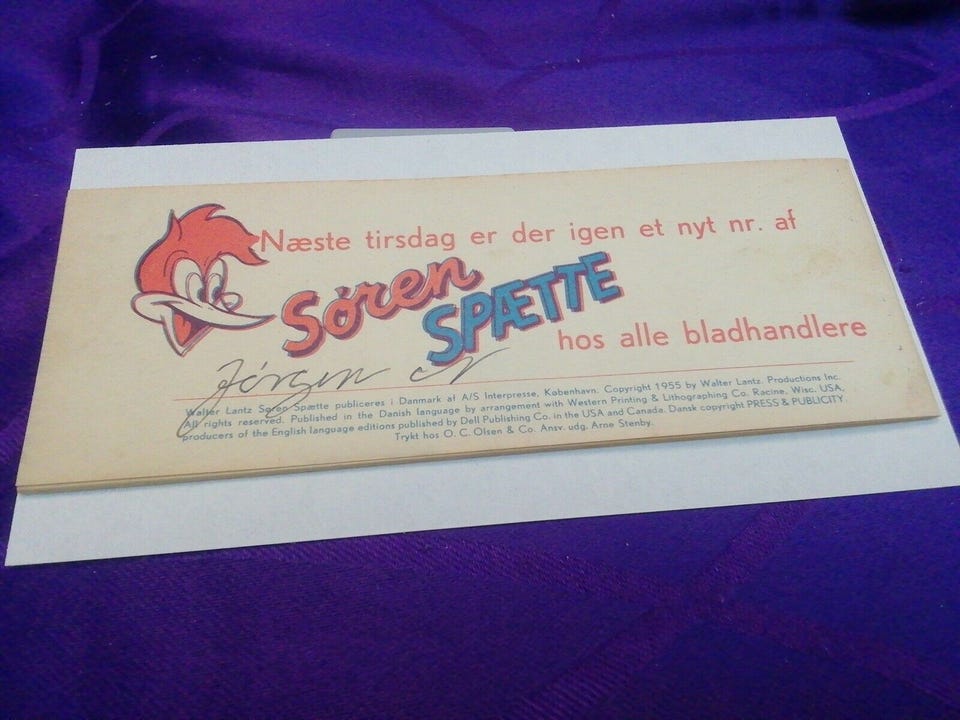 Næste tirsdag er der igen et nyt nr. af
Søren
SPÆTTE
hos alle bladhandlere
Jörgen N
Walter Lantz Søren Spætte publiceres i Danmark af A/S Interpresse, København. Copyright 1955 by Walter Lantz. Productions Inc.
All rights reserved. Published in the Danish language by arrangement with Western Printing & Lithographing Co. Racine, Wisc. USA,
producers of the English language editions published by Dell Publishing Co. in the USA and Canada. Dansk copyright PRESS & PUBLICITY.
Trykt hos O. C. Olsen & Co. Ansv. udg. Arne Stenby.